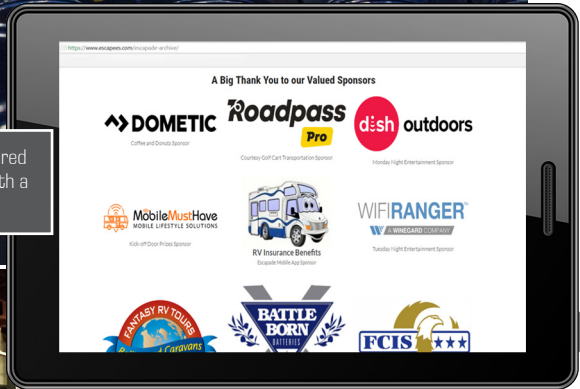 https://www.escapees.com/escapade-archive/
A Big Thank You to our Valued Sponsors
DOMETIC
Coffee and Donuts Sponsor
Roadpass
Pro
Courtesy Golf Cart Transportation Sponsor
dish outdoors
Monday Night Entertainment Sponsor
red
th a
MobileMustHave
MOBILE LIFESTYLE SOLUTIONS
Kick-off Door Prizes Sponsor
RV Insurance Benefits
Escapade Mobile App Sponsor
WIFIRANGER™
A WINEGARD COMPANY
Tuesday Night Entertainment Sponsor
FANTASY RV TOURS
Caravans
BATTLE
BORN
BATTERIES
FCIS